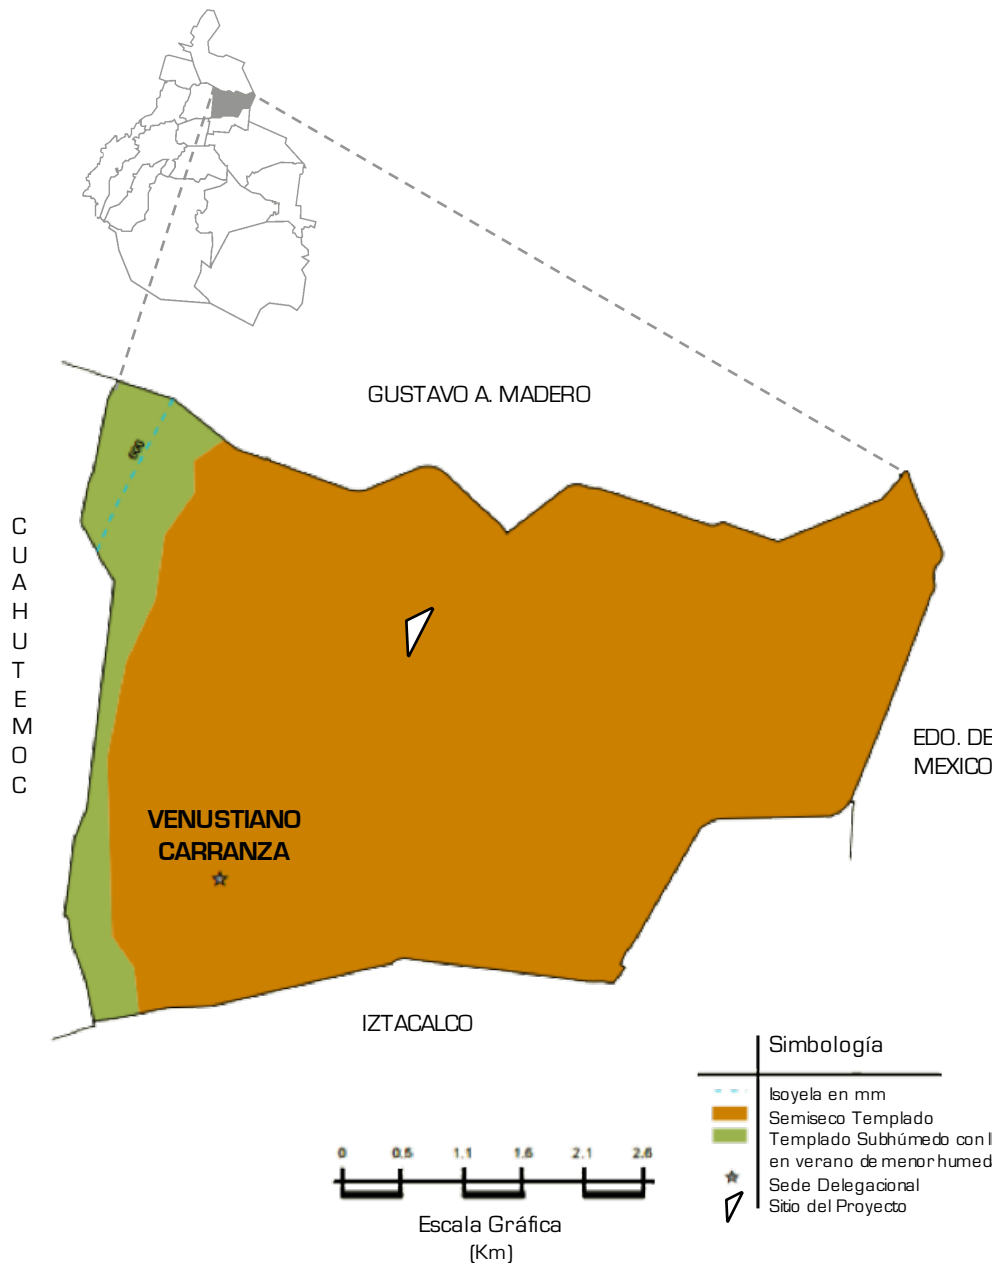 GUSTAVO A. MADERO
600
C
U
A
H
U
T
E
M
O
C
EDO. DE
MEXICO
VENUSTIANO
CARRANZA
IZTACALCO
Simbología
Isoyela en mm
Semiseco Templado
Templado Subhúmedo con ll
en verano de menor humed
Sede Delegacional
Sitio del Proyecto
0 0.5 1.1 1.6 2.1 2.6
Escala Gráfica
(Km)